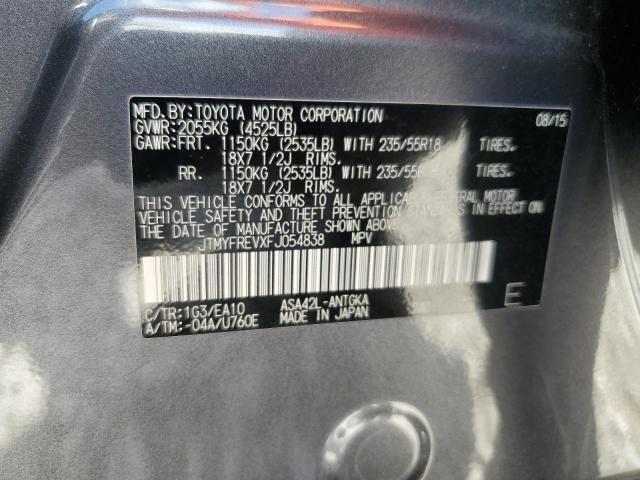 MFD.BY:TOYOTA MOTOR CORPORATION 08/15
GVWR:2055KG (4525LB)
GAWR:FRT. 1150KG (2535LB) WITH 235/55R18 TIRES,
18X7 1/2J RIMS.
RR. 1150KG (2535LB) WITH 235/55R TIRES,
18X7 1/2J RIMS.
THIS VEHICLE CONFORMS TO ALL APPLICABLE FEDERAL MOTOR
VEHICLE SAFETY AND THEFT PREVENTION STANDARDS IN EFFECT ON
THE DATE OF MANUFACTURE SHOWN ABOVE.
JTMYFREVXFJ054838 MPV
C/TR:1G3/EA10 ASA42L-ANTGKA
A/TM:-04A/U760E MADE IN JAPAN
E